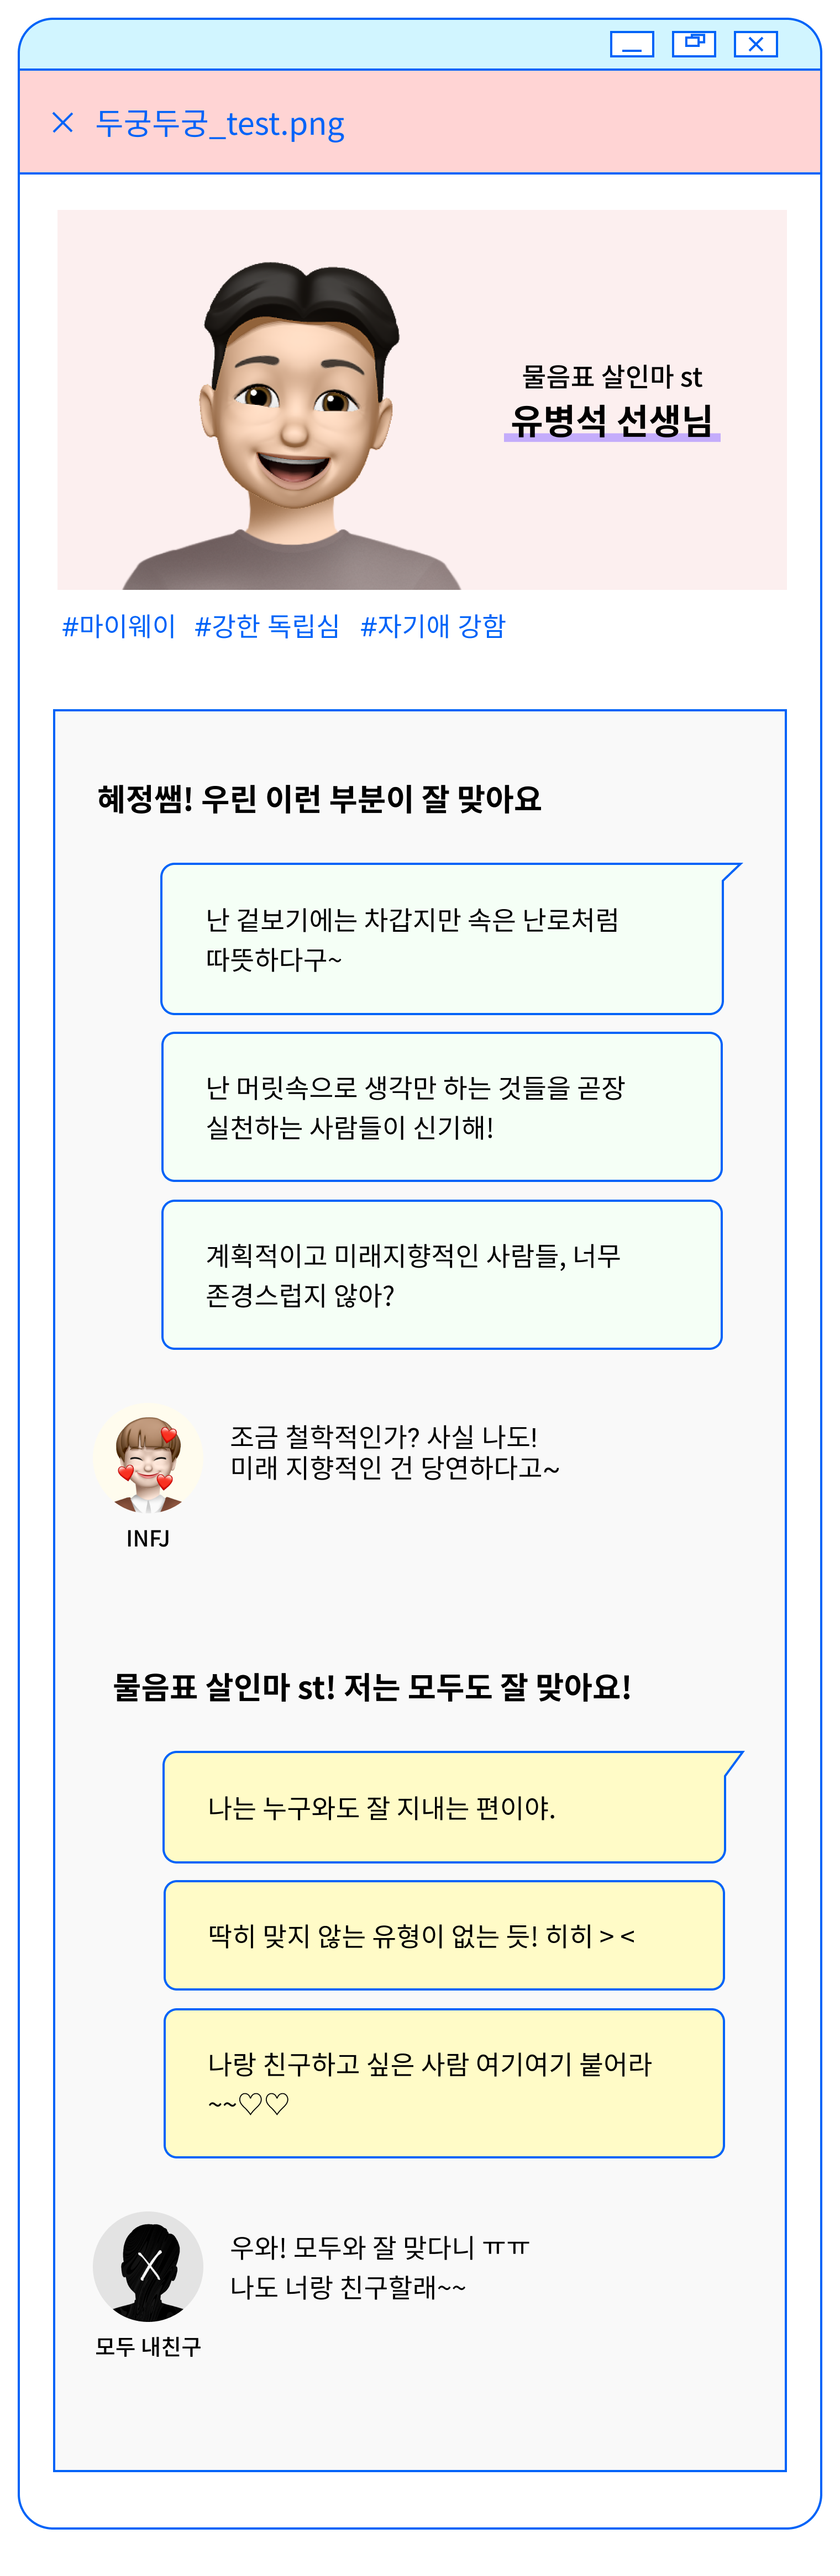 두궁두궁_test.png
물음표 살인마 st
유병석 선생님
#마이웨이 #강한 독립심 #자기애 강함
혜정쌤! 우린 이런 부분이 잘 맞아요
난 겉보기에는 차갑지만 속은 난로처럼
따뜻하다구~
난 머릿속으로 생각만 하는 것들을 곧장
실천하는 사람들이 신기해!
계획적이고 미래지향적인 사람들, 너무
존경스럽지 않아?
조금 철학적인가? 사실 나도!
미래 지향적인 건 당연하다고~
INFJ
물음표 살인마 st! 저는 모두도 잘 맞아요!
나는 누구와도 잘 지내는 편이야.
딱히 맞지 않는 유형이 없는 듯! 히히 > <
나랑 친구하고 싶은 사람 여기여기 붙어라
~~♡♡
우와! 모두와 잘 맞다니 ㅠㅠ
나도 너랑 친구할래~~
모두 내친구